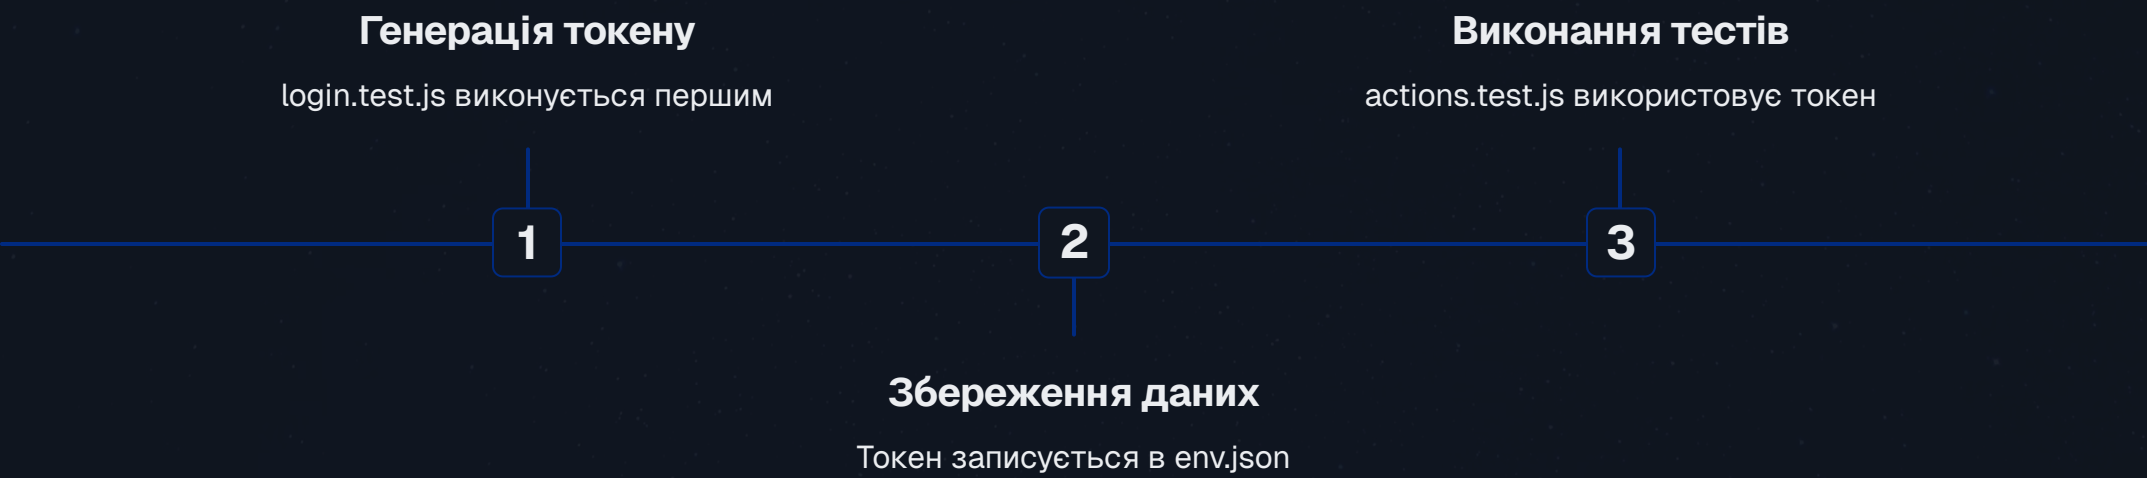 Генерація токену
login.test.js виконується першим
1
2
Збереження даних
Токен записується в env.json
Виконання тестів
actions.test.js використовує токен
3